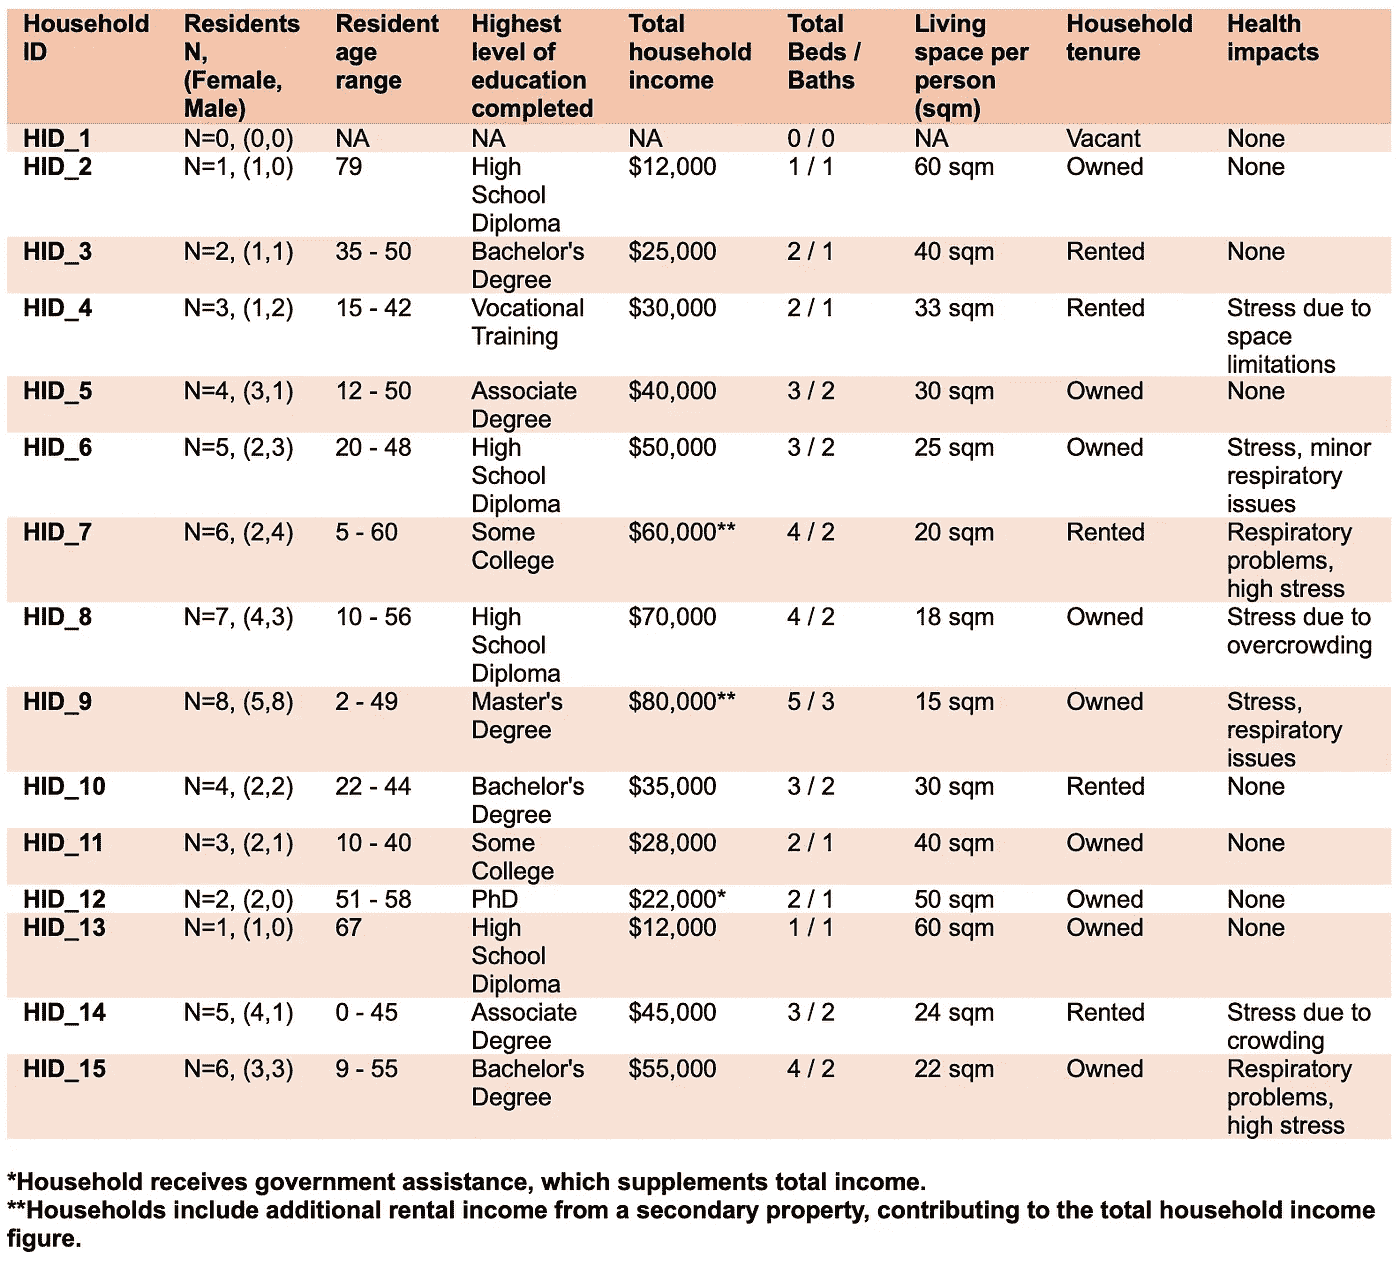 Household ID | Residents N, (Female, Male) | Resident age range | Highest level of education completed | Total household income | Total Beds / Baths | Living space per person (sqm) | Household tenure | Health impacts
HID_1 | N=0, (0,0) | NA | NA | NA | 0 / 0 | NA | Vacant | None
HID_2 | N=1, (1,0) | 79 | High School Diploma | $12,000 | 1 / 1 | 60 sqm | Owned | None
HID_3 | N=2, (1,1) | 35 - 50 | Bachelor's Degree | $25,000 | 2 / 1 | 40 sqm | Rented | None
HID_4 | N=3, (1,2) | 15 - 42 | Vocational Training | $30,000 | 2 / 1 | 33 sqm | Rented | Stress due to space limitations
HID_5 | N=4, (3,1) | 12 - 50 | Associate Degree | $40,000 | 3 / 2 | 30 sqm | Owned | None
HID_6 | N=5, (2,3) | 20 - 48 | High School Diploma | $50,000 | 3 / 2 | 25 sqm | Owned | Stress, minor respiratory issues
HID_7 | N=6, (2,4) | 5 - 60 | Some College | $60,000** | 4 / 2 | 20 sqm | Rented | Respiratory problems, high stress
HID_8 | N=7, (4,3) | 10 - 56 | High School Diploma | $70,000 | 4 / 2 | 18 sqm | Owned | Stress due to overcrowding
HID_9 | N=8, (5,8) | 2 - 49 | Master's Degree | $80,000** | 5 / 3 | 15 sqm | Owned | Stress, respiratory issues
HID_10 | N=4, (2,2) | 22 - 44 | Bachelor's Degree | $35,000 | 3 / 2 | 30 sqm | Rented | None
HID_11 | N=3, (2,1) | 10 - 40 | Some College | $28,000 | 2 / 1 | 40 sqm | Owned | None
HID_12 | N=2, (2,0) | 51 - 58 | PhD | $22,000* | 2 / 1 | 50 sqm | Owned | None
HID_13 | N=1, (1,0) | 67 | High School Diploma | $12,000 | 1 / 1 | 60 sqm | Owned | None
HID_14 | N=5, (4,1) | 0 - 45 | Associate Degree | $45,000 | 3 / 2 | 24 sqm | Rented | Stress due to crowding
HID_15 | N=6, (3,3) | 9 - 55 | Bachelor's Degree | $55,000 | 4 / 2 | 22 sqm | Owned | Respiratory problems, high stress
*Household receives government assistance, which supplements total income.
**Households include additional rental income from a secondary property, contributing to the total household income
figure.